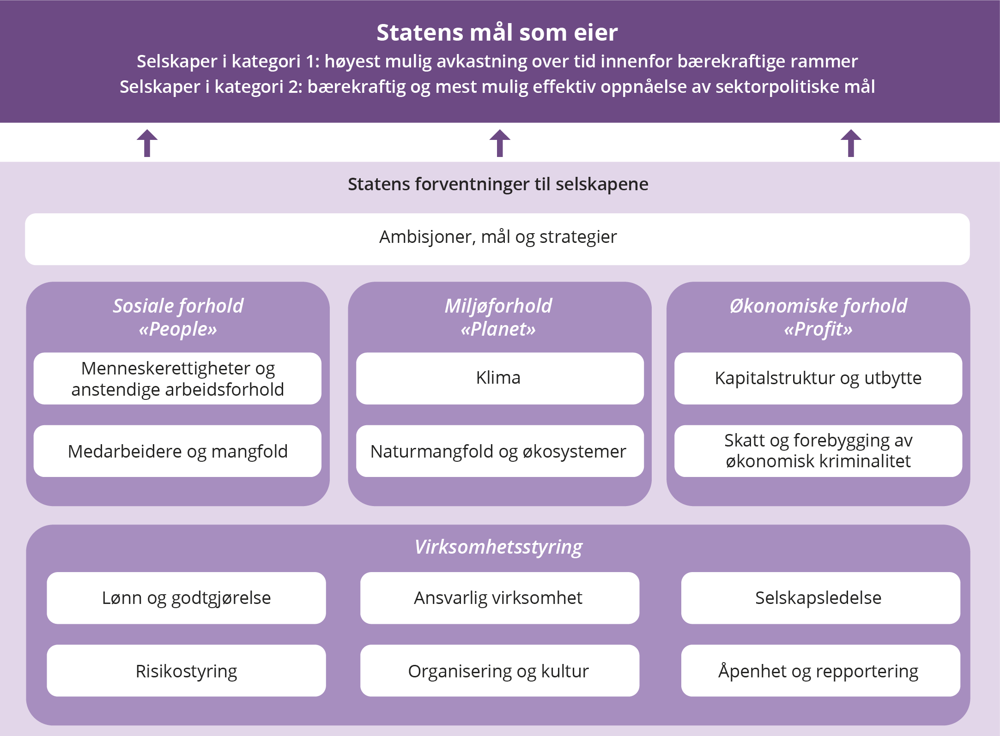 Statens mål som eier
Selskaper i kategori 1: høyest mulig avkastning over tid innenfor bærekraftige rammer
Selskaper i kategori 2: bærekraftig og mest mulig effektiv oppnåelse av sektorpolitiske mål
Statens forventninger til selskapene
Ambisjoner, mål og strategier
Sosiale forhold
«People»
Menneskerettigheter og
anstendige arbeidsforhold
Medarbeidere og mangfold
Miljøforhold
«Planet»
Klima
Naturmangfold og økosystemer
Økonomiske forhold
«Profit»
Kapitalstruktur og utbytte
Skatt og forebygging av
økonomisk kriminalitet
Virksomhetsstyring
Lønn og godtgjørelse
Ansvarlig virksomhet
Selskapsledelse
Risikostyring
Organisering og kultur
Åpenhet og repportering